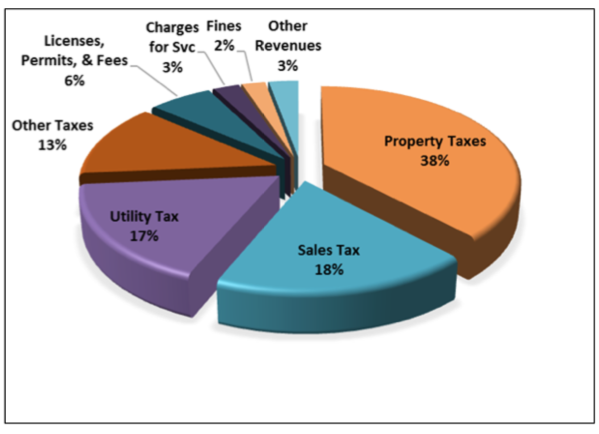 Licenses,
Permits, & Fees
6%
Charges
for Svc
3%
Fines
2%
Other
Revenues
3%
Other Taxes
13%
Property Taxes
38%
Utility Tax
17%
Sales Tax
18%